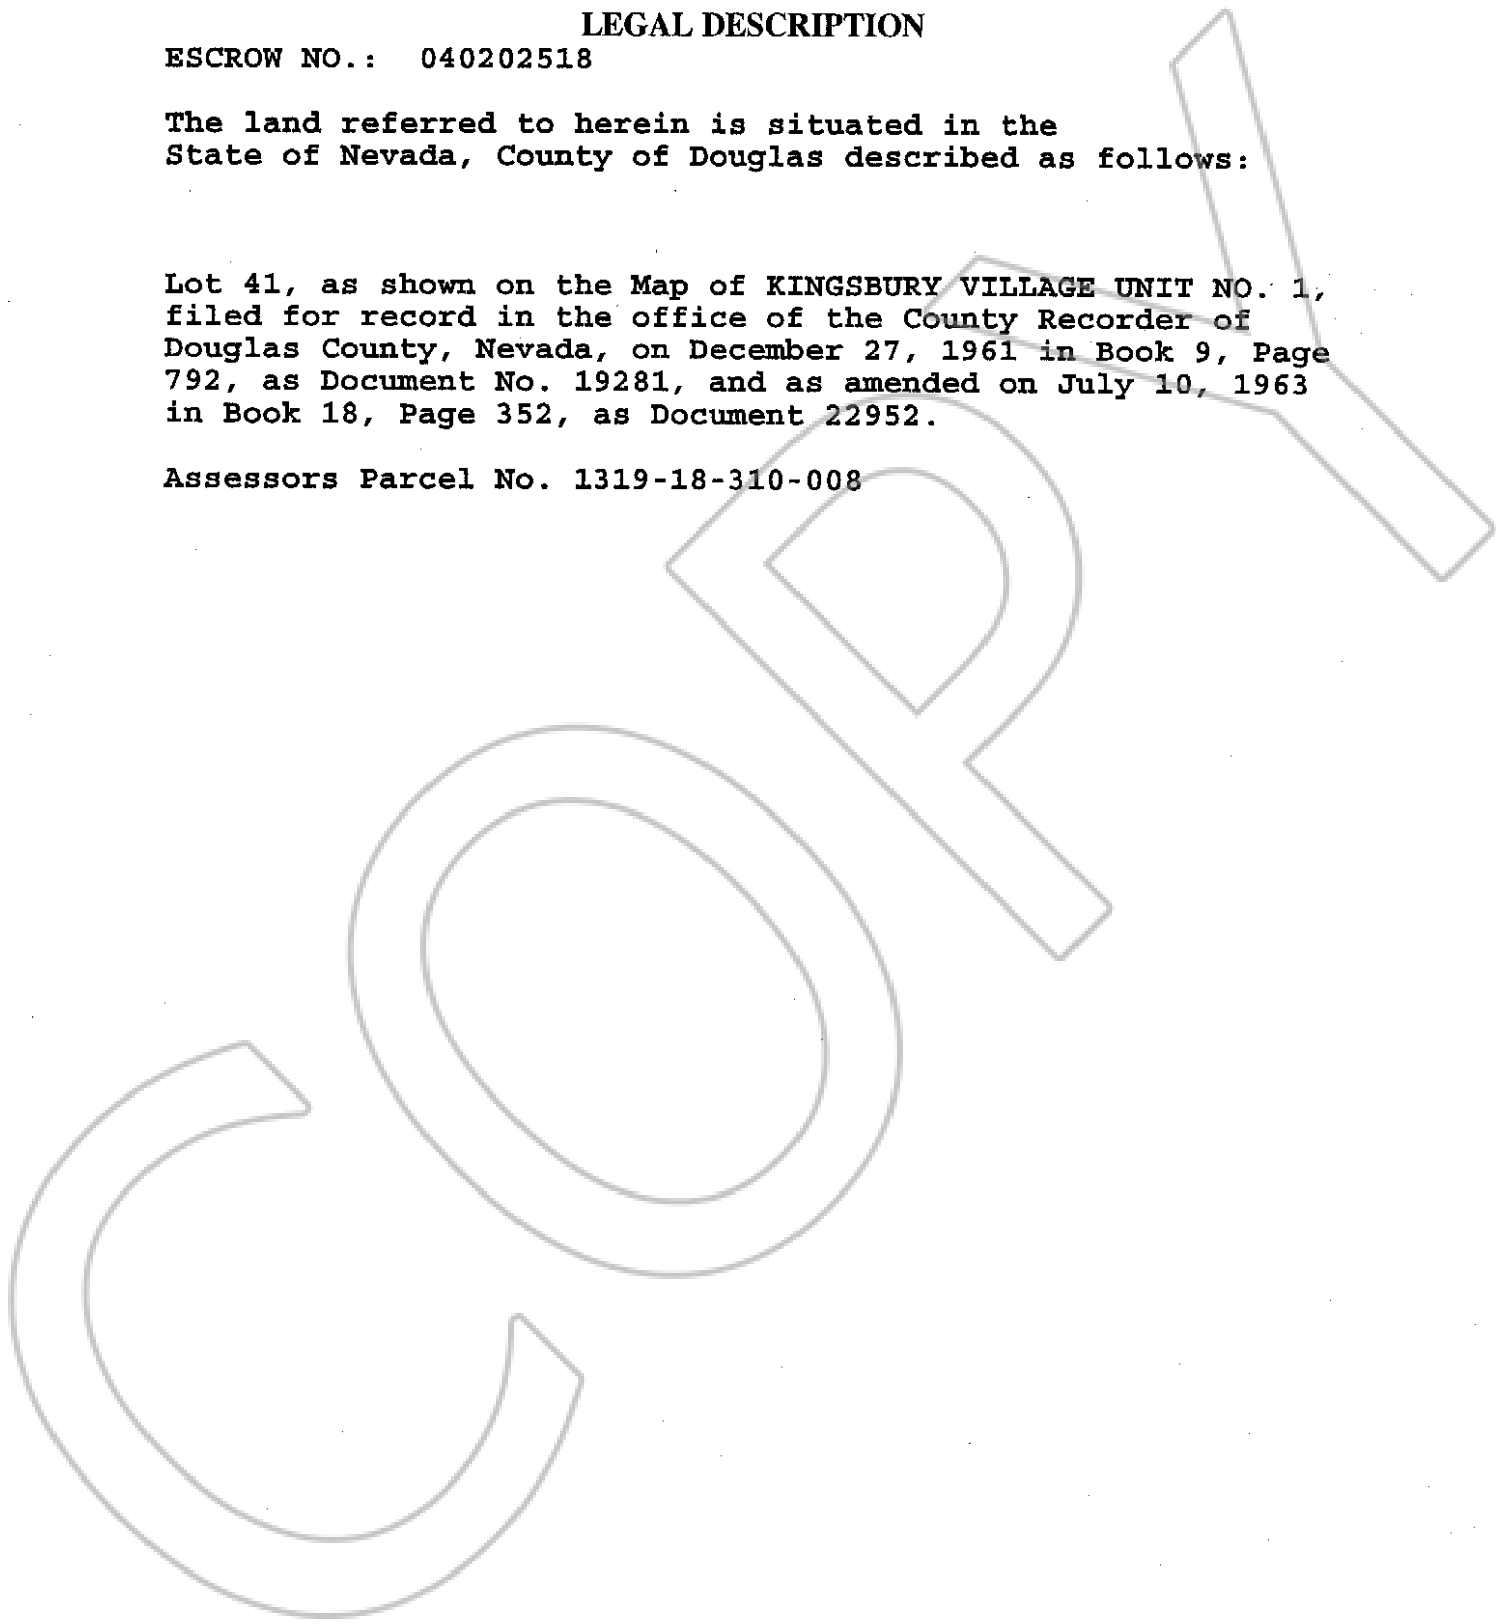 LEGAL DESCRIPTION
ESCROW NO.: 040202518
The land referred to herein is situated in the
State of Nevada, County of Douglas described as follows:
Lot 41, as shown on the Map of KINGSBURY VILLAGE UNIT NO. 1,
filed for record in the office of the County Recorder of
Douglas County, Nevada, on December 27, 1961 in Book 9, Page
792, as Document No. 19281, and as amended on July 10, 1963
in Book 18, Page 352, as Document 22952.
Assessors Parcel No. 1319-18-310-008
COPY